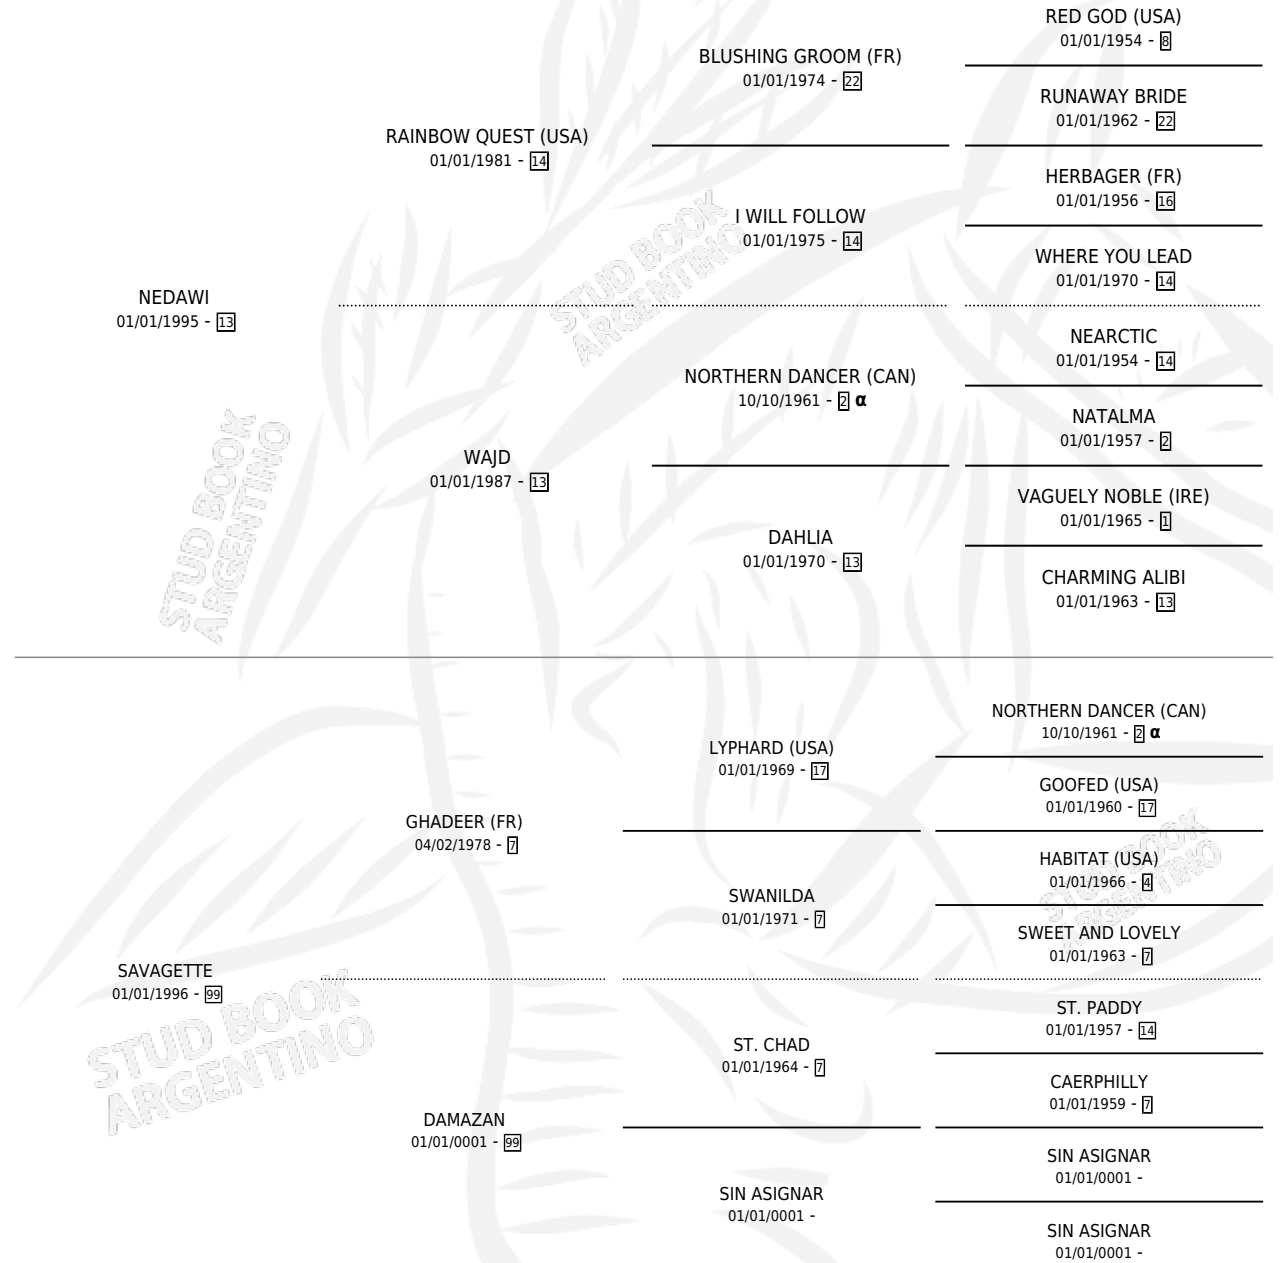 RED GOD (USA)
01/01/1954 - 8
BLUSHING GROOM (FR)
01/01/1974 - 22
RUNAWAY BRIDE
01/01/1962 - 22
RAINBOW QUEST (USA)
01/01/1981 - 14
HERBAGER (FR)
01/01/1956 - 16
I WILL FOLLOW
01/01/1975 - 14
WHERE YOU LEAD
01/01/1970 - 14
STUD BOOK
ARGENTINO
NEDAWI
01/01/1995 - 13
NEARCTIC
01/01/1954 - 14
NORTHERN DANCER (CAN)
10/10/1961 - 2 α
NATALMA
01/01/1957 - 2
WAJD
01/01/1987 - 13
VAGUELY NOBLE (IRE)
01/01/1965 - 1
DAHLIA
01/01/1970 - 13
CHARMING ALIBI
01/01/1963 - 13
STUD BOOK
ARGENTINO
NORTHERN DANCER (CAN)
10/10/1961 - 2 α
LYPHARD (USA)
01/01/1969 - 17
GOOFED (USA)
01/01/1960 - 17
GHADEER (FR)
04/02/1978 - 7
HABITAT (USA)
01/01/1966 - 4
STUD BOOK
ARGENTINO
SWANILDA
01/01/1971 - 7
SWEET AND LOVELY
01/01/1963 - 7
SAVAGETTE
01/01/1996 - 99
STUD BOOK
ARGENTINO
ST. PADDY
01/01/1957 - 14
ST. CHAD
01/01/1964 - 7
CAERPHILLY
01/01/1959 - 7
DAMAZAN
01/01/0001 - 99
SIN ASIGNAR
01/01/0001 -
SIN ASIGNAR
01/01/0001 -
SIN ASIGNAR
01/01/0001 -